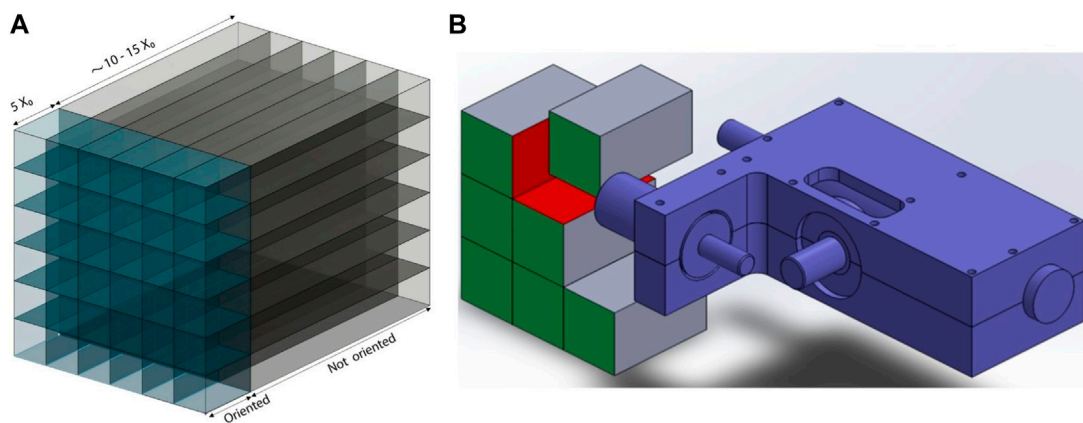 A
B
5 X₀
~ 10 - 15 X₀
Oriented
Not oriented